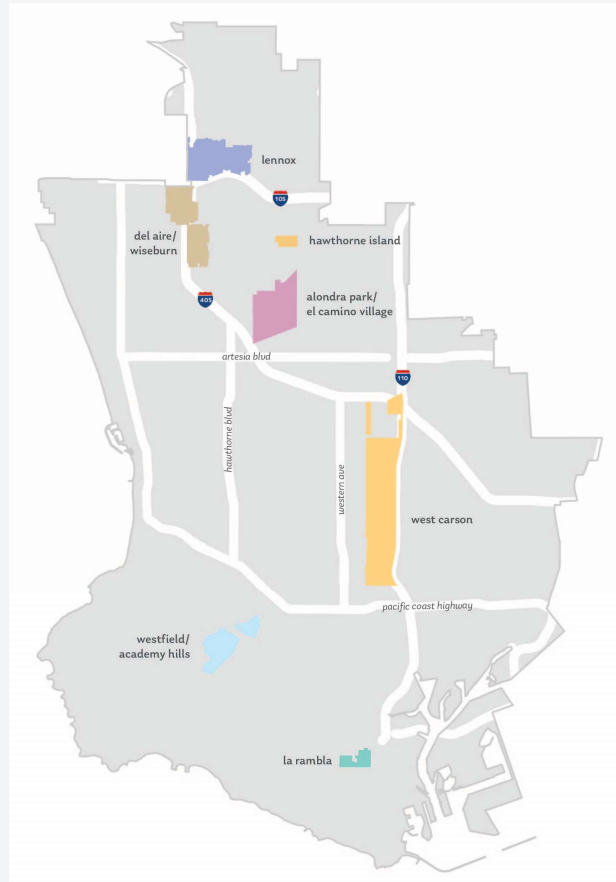 lennox
105
del aire/
wiseburn
hawthorne island
405
alondra park/
el camino village
artesia blvd
110
hawthorne blvd
western ave
west carson
pacific coast highway
westfield/
academy hills
la rambla